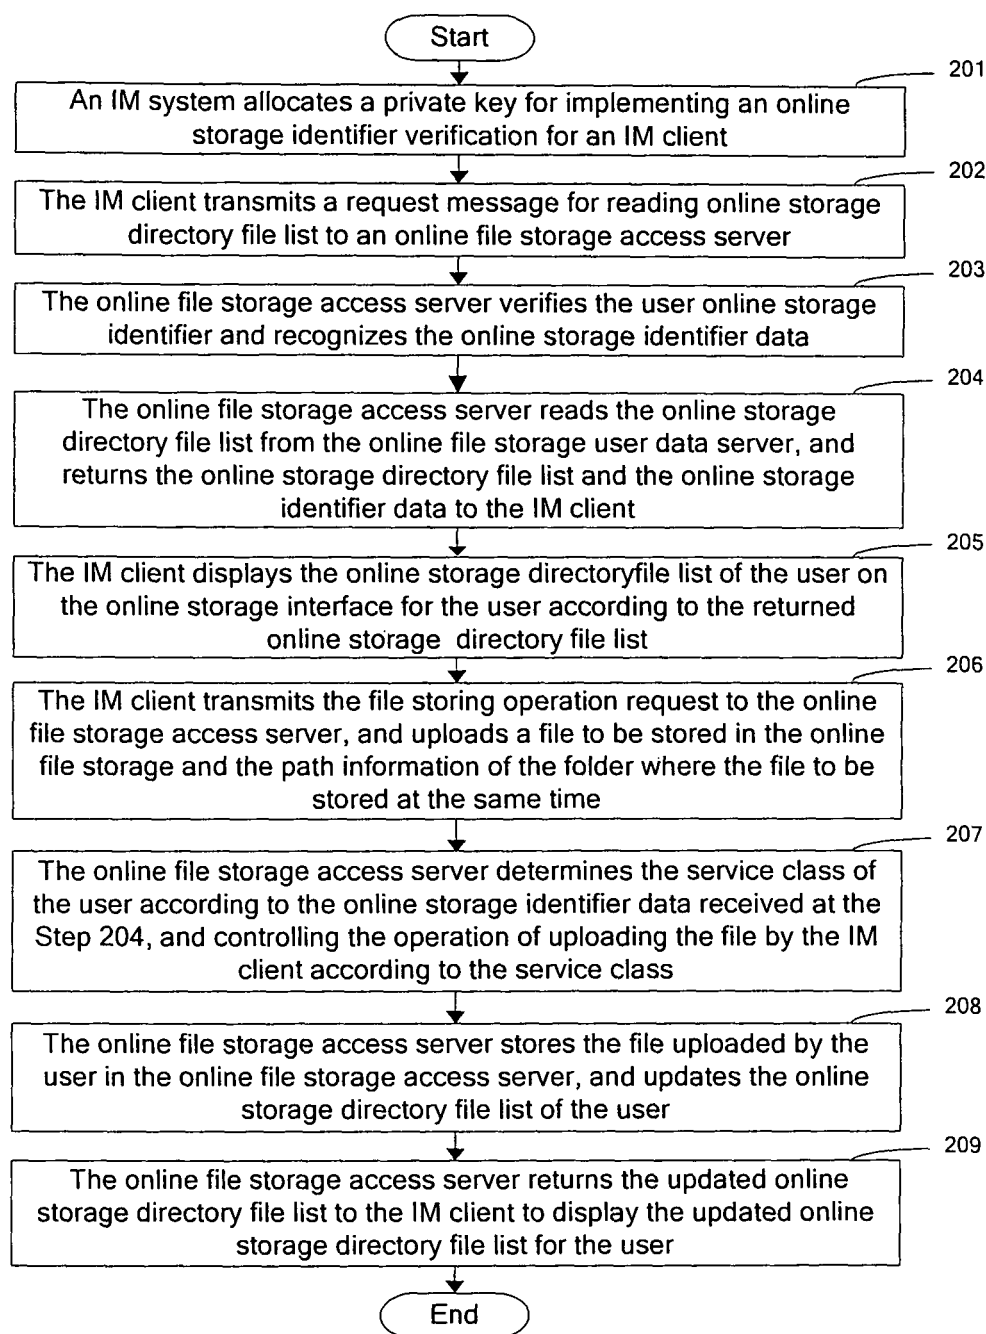 Start
201
An IM system allocates a private key for implementing an online
storage identifier verification for an IM client
202
The IM client transmits a request message for reading online storage
directory file list to an online file storage access server
203
The online file storage access server verifies the user online storage
identifier and recognizes the online storage identifier data
204
The online file storage access server reads the online storage
directory file list from the online file storage user data server, and
returns the online storage directory file list and the online storage
identifier data to the IM client
205
The IM client displays the online storage directoryfile list of the user on
the online storage interface for the user according to the returned
online storage directory file list
206
The IM client transmits the file storing operation request to the online
file storage access server, and uploads a file to be stored in the online
file storage and the path information of the folder where the file to be
stored at the same time
207
The online file storage access server determines the service class of
the user according to the online storage identifier data received at the
Step 204, and controlling the operation of uploading the file by the IM
client according to the service class
208
The online file storage access server stores the file uploaded by the
user in the online file storage access server, and updates the online
storage directory file list of the user
209
The online file storage access server returns the updated online
storage directory file list to the IM client to display the updated online
storage directory file list for the user
End